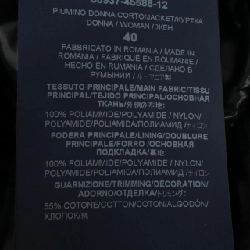 PIUMINO DONNA CORTO/JACKET/КУРТКА
DONNA / WOMAN / ЖЕН
40
FABBRICATO IN ROMANIA / MADE IN
ROMANIA / FABRIQUÉ EN ROMANIE /
HECHO EN RUMANIA / СДЕЛАНО В
РУМЫНИИ /
TESSUTO PRINCIPALE/MAIN FABRIC/TISSU
PRINCIPAL/TEJIDO PRINCIPAL/ОСНОВНАЯ
ТКАНЬ/
100% POLIAMMIDE/POLYAMIDE / NYLON/
POLYAMIDE/POLIAMIDA/ПОЛИАМИД
FODERA PRINCIPALE/LINING/DOUBLURE
PRINCIPALE/FORRO /ОСНОВНАЯ
ПОДКЛАДКА/
100% POLIAMMIDE/POLYAMIDE / NYLON/
POLYAMIDE/POLIAMIDA/ПОЛИАМИД
GUARNIZIONE/TRIMMING/DECORATION/
ADORNO/ОТДЕЛКА/
COTONE/COTTON/COTON/ALGODÓN/
ХЛОПОК/